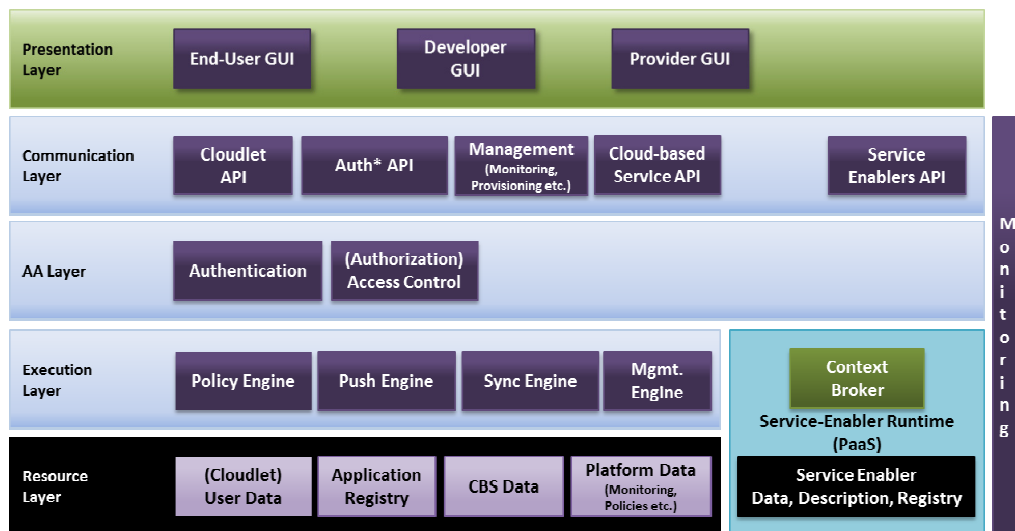 Presentation
Layer
End-User GUI
Developer
GUI
Provider GUI
Communication
Layer
Cloudlet
API
Auth* API
Management
(Monitoring,
Provisioning etc.)
Cloud-based
Service API
Service
Enablers API
AA Layer
Authentication
(Authorization)
Access Control
Execution
Layer
Policy Engine
Push Engine
Sync Engine
Mgmt.
Engine
Context
Broker
Service-Enabler Runtime
(PaaS)
Resource
Layer
(Cloudlet)
User Data
Application
Registry
CBS Data
Platform Data
(Monitoring,
Policies etc.)
Service Enabler
Data, Description, Registry
Monitoring